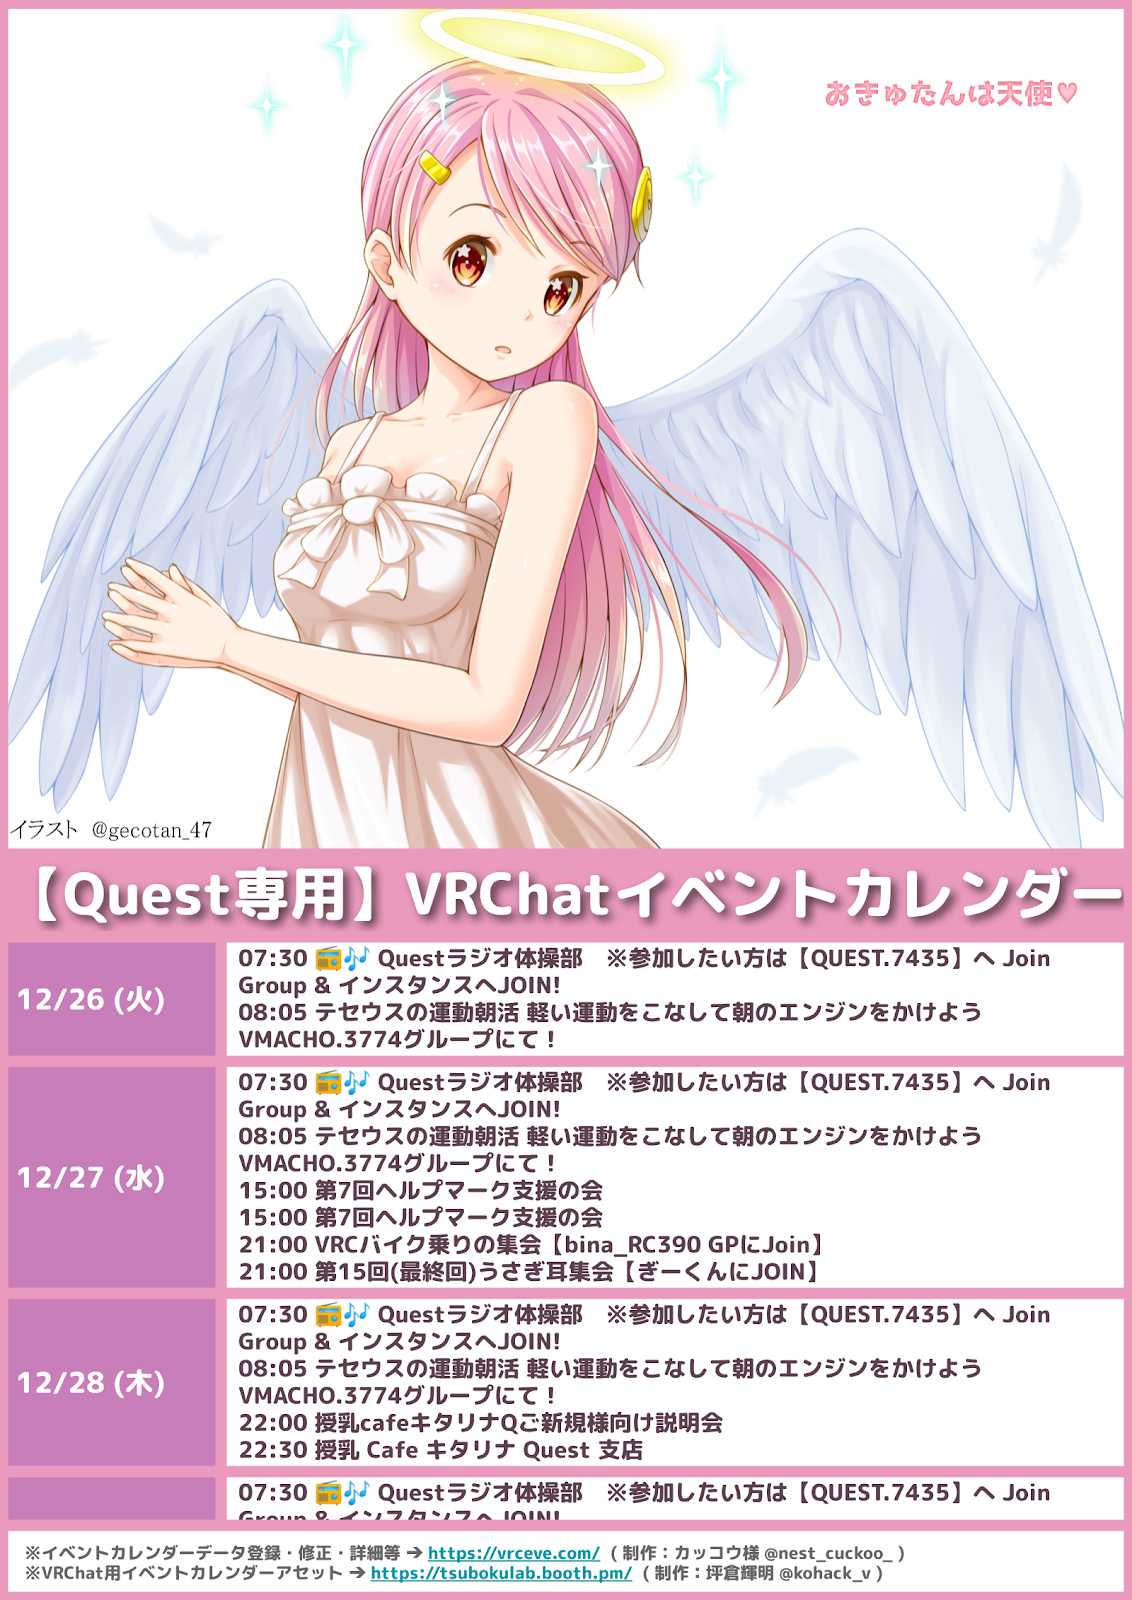 おきゅたんは天使♥
イラスト @gecotan_47
【Quest専用】VRChatイベントカレンダー
12/26 (火)
07:30 📻🎶 Questラジオ体操部　※参加したい方は【QUEST.7435】へ Join
Group & インスタンスへJOIN!
08:05 テセウスの運動朝活 軽い運動をこなして朝のエンジンをかけよう
VMACHO.3774グループにて！
12/27 (水)
07:30 📻🎶 Questラジオ体操部　※参加したい方は【QUEST.7435】へ Join
Group & インスタンスへJOIN!
08:05 テセウスの運動朝活 軽い運動をこなして朝のエンジンをかけよう
VMACHO.3774グループにて！
15:00 第7回ヘルプマーク支援の会
15:00 第7回ヘルプマーク支援の会
21:00 VRCバイク乗りの集会【bina_RC390 GPにJoin】
21:00 第15回(最終回)うさぎ耳集会【ぎーくんにJOIN】
12/28 (木)
07:30 📻🎶 Questラジオ体操部　※参加したい方は【QUEST.7435】へ Join
Group & インスタンスへJOIN!
08:05 テセウスの運動朝活 軽い運動をこなして朝のエンジンをかけよう
VMACHO.3774グループにて！
22:00 授乳cafeキタリナQご新規様向け説明会
22:30 授乳 Cafe キタリナ Quest 支店
07:30 📻🎶 Questラジオ体操部　※参加したい方は【QUEST.7435】へ Join
Group & インスタンスへJOIN!
※イベントカレンダーデータ登録・修正・詳細等 ➔ https://vrceve.com/ ( 制作：カッコウ様 @nest_cuckoo_ )
※VRChat用イベントカレンダーアセット ➔ https://tsubokulab.booth.pm/ ( 制作：坪倉輝明 @kohack_v )